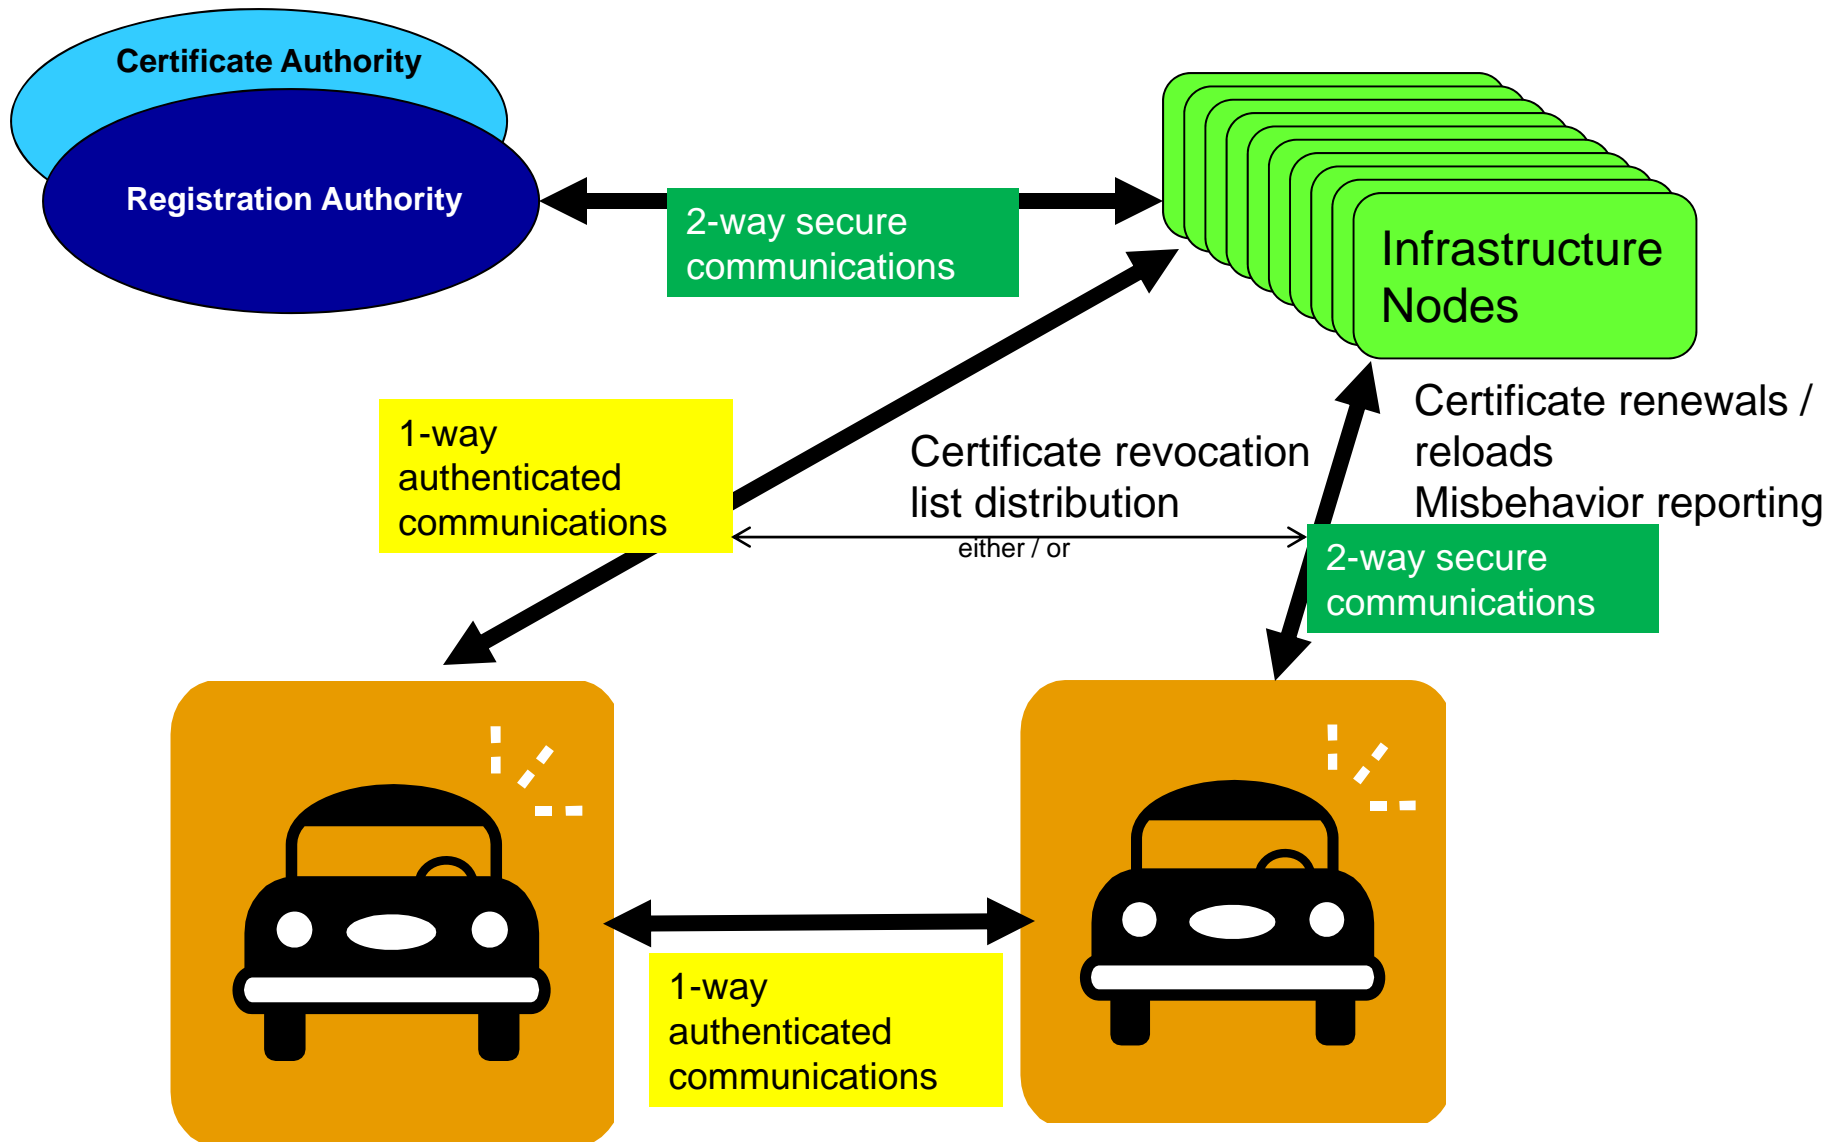 Certificate Authority
Registration Authority
2-way secure
communications
Infrastructure
Nodes
1-way
authenticated
communications
Certificate revocation
list distribution
either / or
Certificate renewals /
reloads
Misbehavior reporting
2-way secure
communications
1-way
authenticated
communications